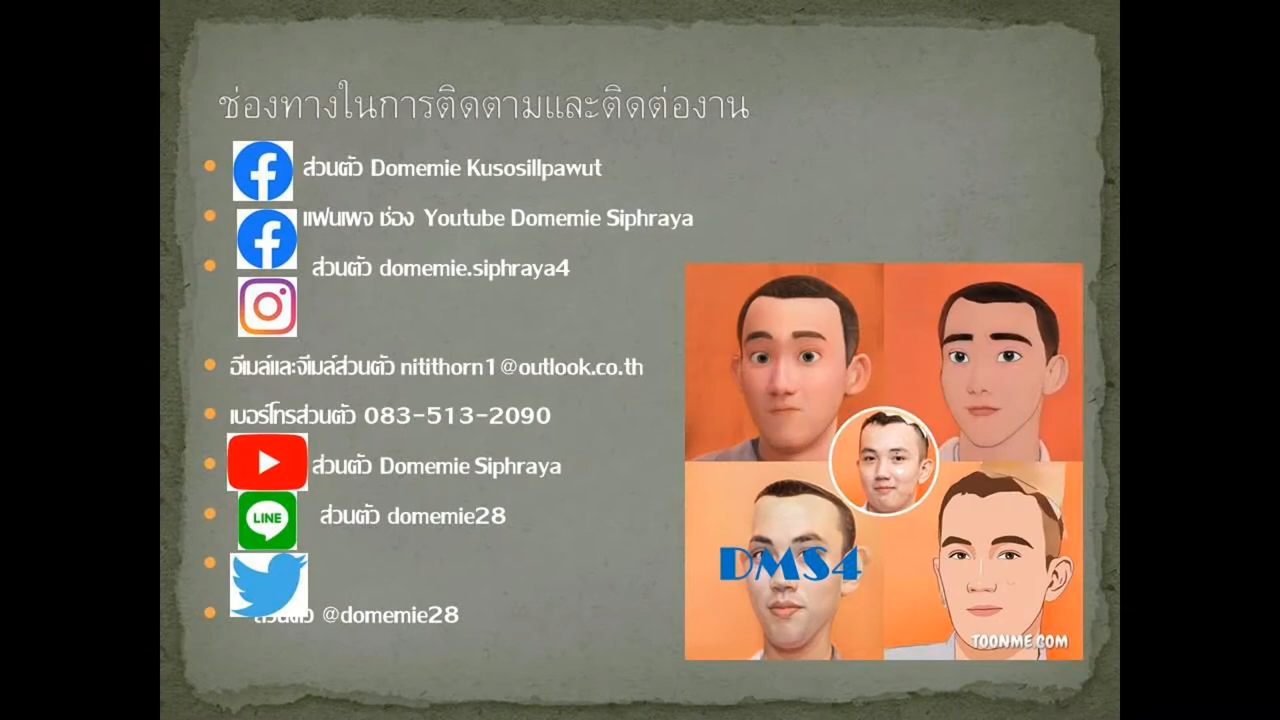 ช่องทางในการติดตามและติดต่องาน
ส่วนตัว Domemie Kusosillpawut
แฟนเพจ ช่อง Youtube Domemie Siphraya
ส่วนตัว domemie.siphraya4
อีเมล์และจีเมล์ส่วนตัว nitithorn1@outlook.co.th
เบอร์โทรส่วนตัว 083-513-2090
ส่วนตัว Domemie Siphraya
LINE
ส่วนตัว domemie28
ส่วนตัว @domemie28
DMS4
TOONME.COM